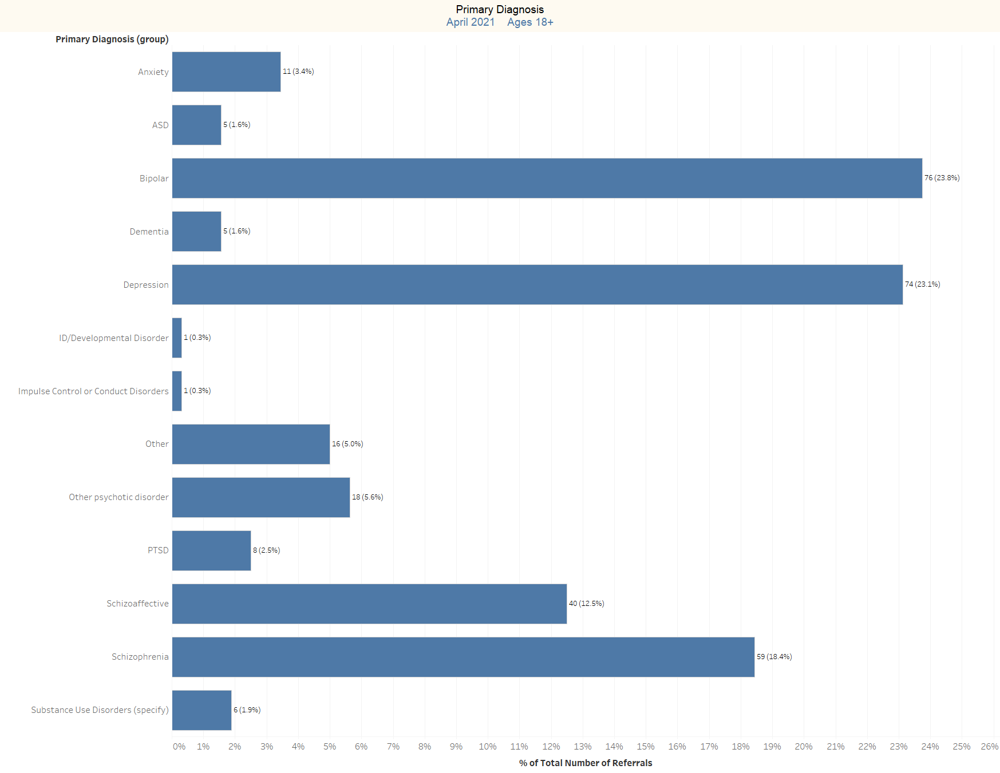 Primary Diagnosis
April 2021 Ages 18+
Primary Diagnosis (group)
Anxiety 11 (3.4%)
ASD 5 (1.6%)
Bipolar 76 (23.8%)
Dementia 5 (1.6%)
Depression 74 (23.1%)
ID/Developmental Disorder 1 (0.3%)
Impulse Control or Conduct Disorders 1 (0.3%)
Other 16 (5.0%)
Other psychotic disorder 18 (5.6%)
PTSD 8 (2.5%)
Schizoaffective 40 (12.5%)
Schizophrenia 59 (18.4%)
Substance Use Disorders (specify) 6 (1.9%)
0% 1% 2% 3% 4% 5% 6% 7% 8% 9% 10% 11% 12% 13% 14% 15% 16% 17% 18% 19% 20% 21% 22% 23% 24% 25% 26%
% of Total Number of Referrals